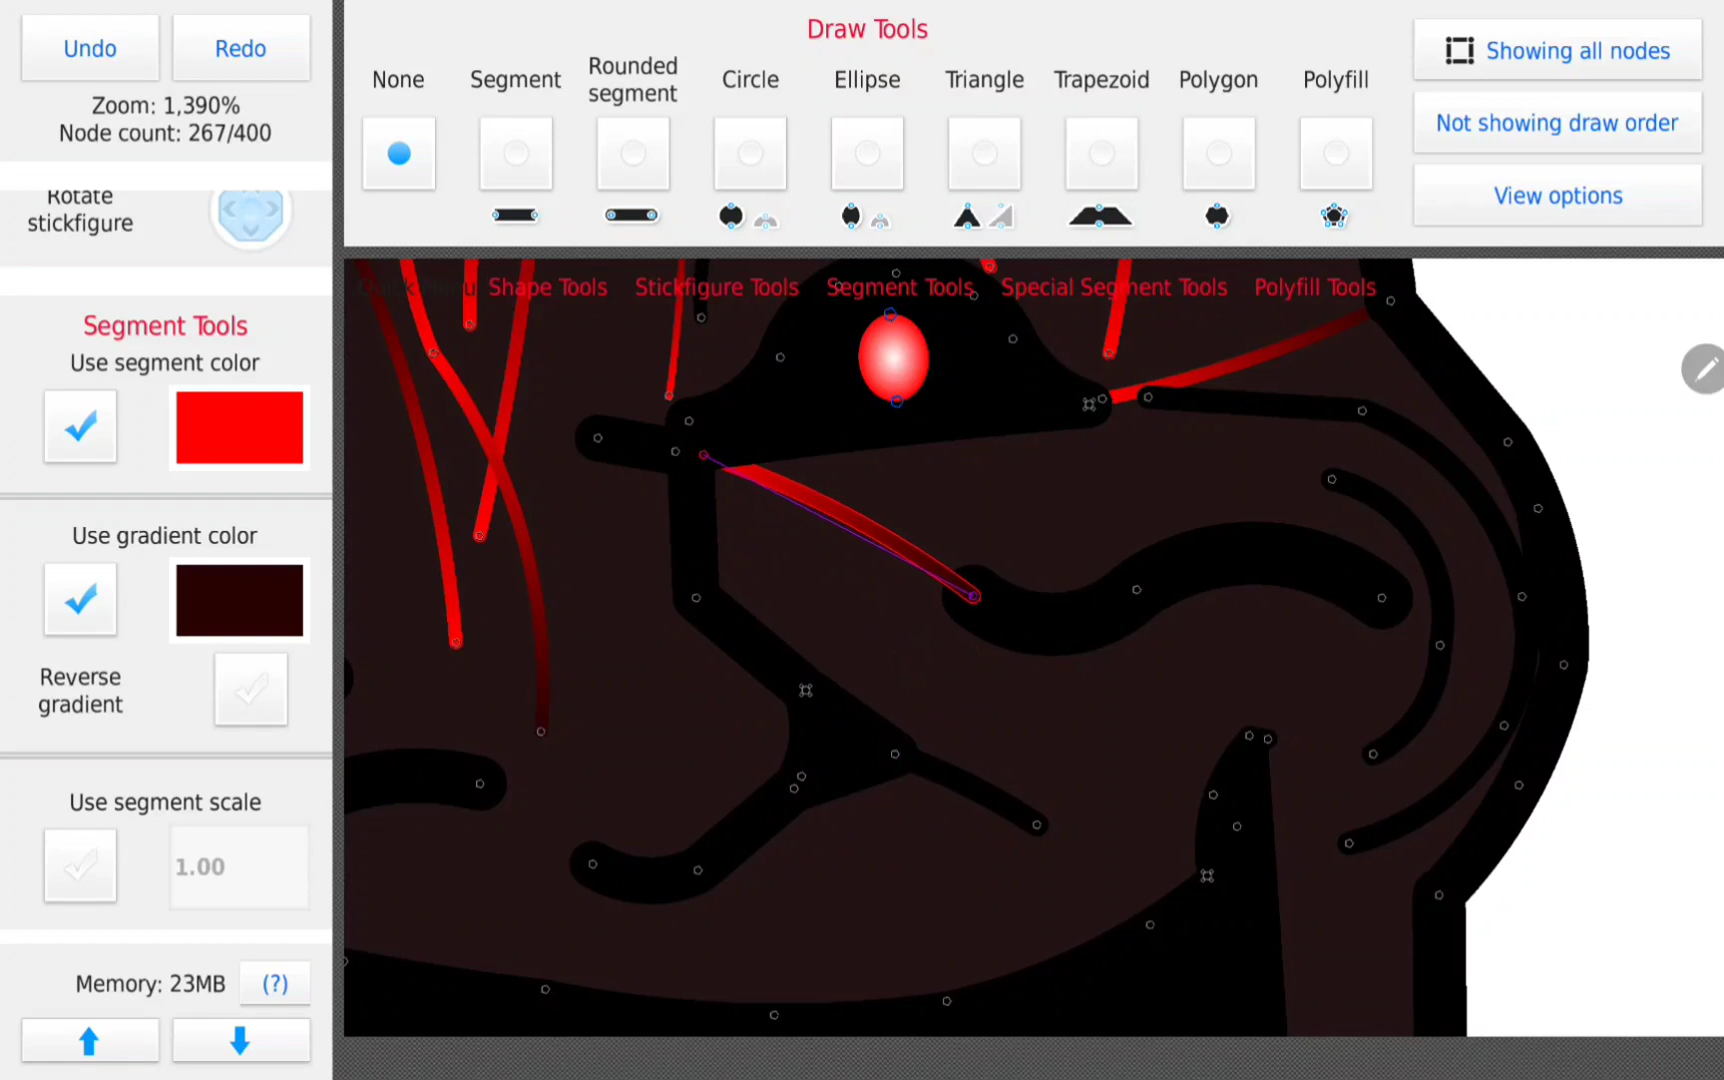 Undo
Redo
Zoom: 1,390%
Node count: 267/400
Rotate
stickfigure
Segment Tools
Use segment color
Use gradient color
Reverse
gradient
Use segment scale
1.00
Memory: 23MB
(?)
Draw Tools
None
Segment
Rounded
segment
Circle
Ellipse
Triangle
Trapezoid
Polygon
Polyfill
Showing all nodes
Not showing draw order
View options
Quick Menu
Shape Tools
Stickfigure Tools
Segment Tools
Special Segment Tools
Polyfill Tools